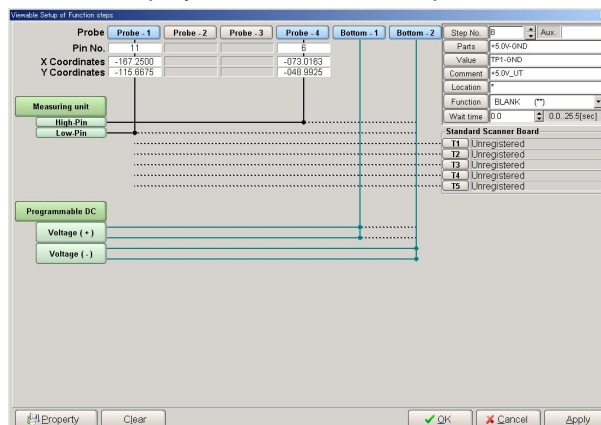 Viewable Setup of Function steps
Probe Probe - 1 Probe - 2 Probe - 3 Probe - 4 Bottom - 1 Bottom - 2
Pin No. 11 6
X Coordinates -167.2500 -073.0163
Y Coordinates -115.6675 -048.9925
Step No. 8 Aux.
Parts +5.0V-GND
Value TP1-GND
Comment +5.0V_UT
Location *
Function BLANK (**)
Wait time 0.0 0.0..25.5[sec]
Measuring unit
High-Pin
Low-Pin
Standard Scanner Board
T1 Unregistered
T2 Unregistered
T3 Unregistered
T4 Unregistered
T5 Unregistered
Programmable DC
Voltage ( + )
Voltage ( - )
Property Clear OK Cancel Apply